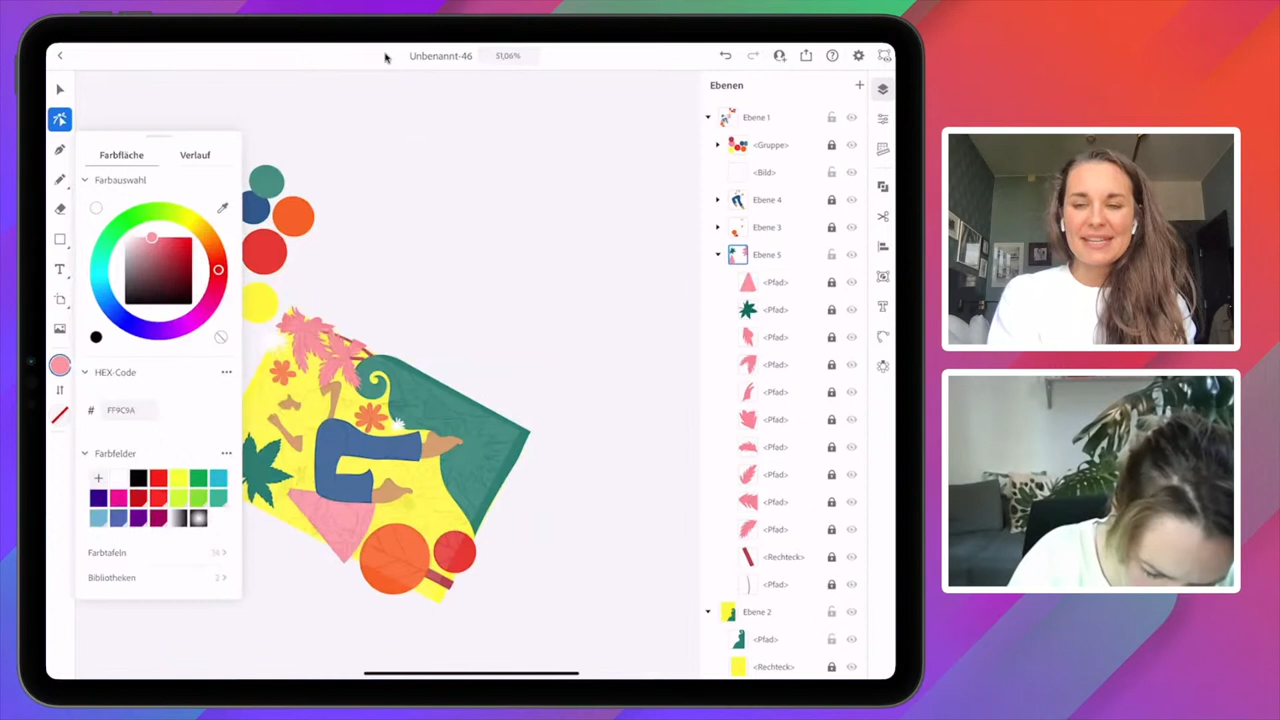 Unbenannt-46
51,06%
Farbfläche
Verlauf
Farbauswahl
HEX-Code
# FF9C9A
Farbfelder
Farbtafeln
Bibliotheken 2
Ebenen
Ebene 1
<Gruppe>
<Bild>
Ebene 4
Ebene 3
Ebene 5
<Pfad>
<Pfad>
<Pfad>
<Pfad>
<Pfad>
<Pfad>
<Pfad>
<Pfad>
<Pfad>
<Pfad>
<Rechteck>
<Pfad>
Ebene 2
<Pfad>
<Rechteck>